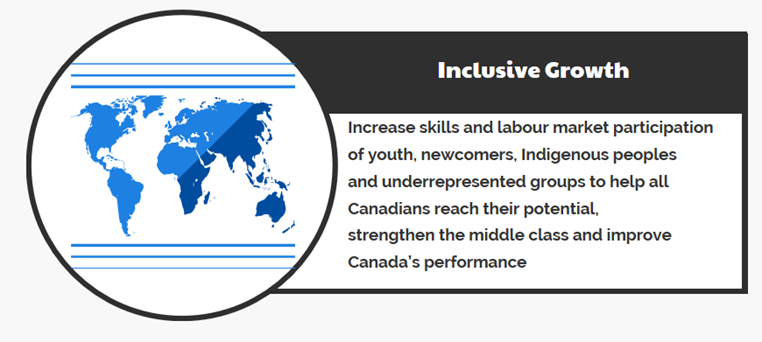 Inclusive Growth
Increase skills and labour market participation
of youth, newcomers, Indigenous peoples
and underrepresented groups to help all
Canadians reach their potential,
strengthen the middle class and improve
Canada's performance